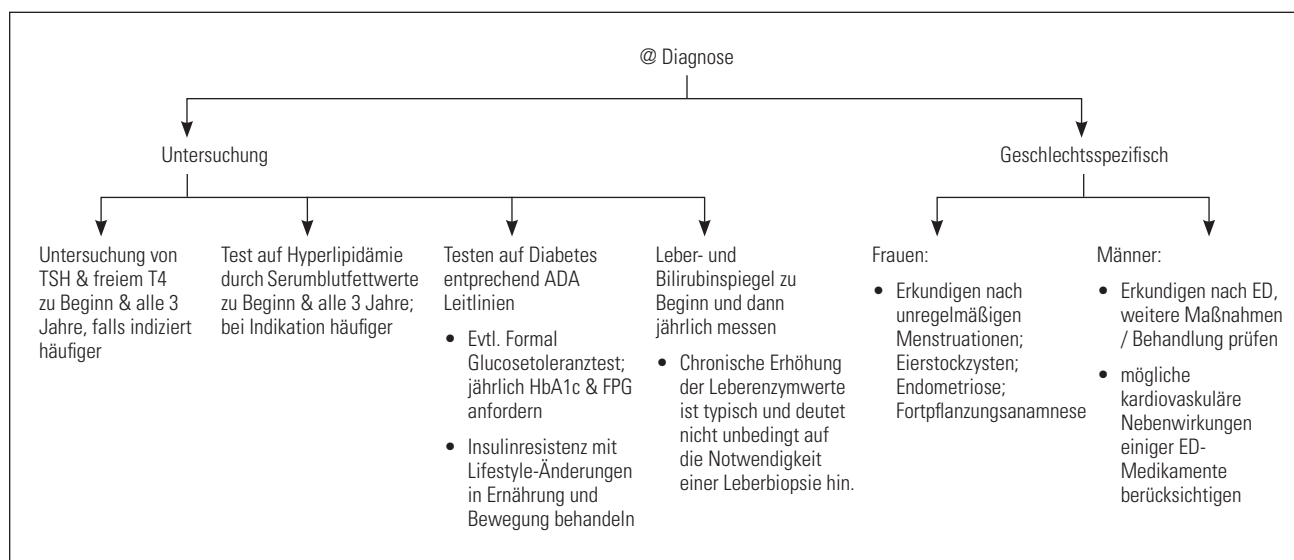 @ Diagnose
Untersuchung
Geschlechtsspezifisch
Untersuchung von
TSH & freiem T4
zu Beginn & alle 3
Jahre, falls indiziert
häufiger
Test auf Hyperlipidämie
durch Serumblutfettwerte
zu Beginn & alle 3 Jahre;
bei Indikation häufiger
Testen auf Diabetes
entprechend ADA
Leitlinien
• Evtl. Formal
Glucosetoleranztest;
jährlich HbA1c & FPG
anfordern
• Insulinresistenz mit
Lifestyle-Änderungen
in Ernährung und
Bewegung behandeln
Leber- und
Bilirubinspiegel zu
Beginn und dann
jährlich messen
• Chronische Erhöhung
der Leberenzymwerte
ist typisch und deutet
nicht unbedingt auf
die Notwendigkeit
einer Leberbiopsie hin.
Frauen:
• Erkundigen nach
unregelmäßigen
Menstruationen;
Eierstockzysten;
Endometriose;
Fortpflanzungsanamnese
Männer:
• Erkundigen nach ED,
weitere Maßnahmen
/ Behandlung prüfen
• mögliche
kardiovaskuläre
Nebenwirkungen
einiger ED-
Medikamente
berücksichtigen